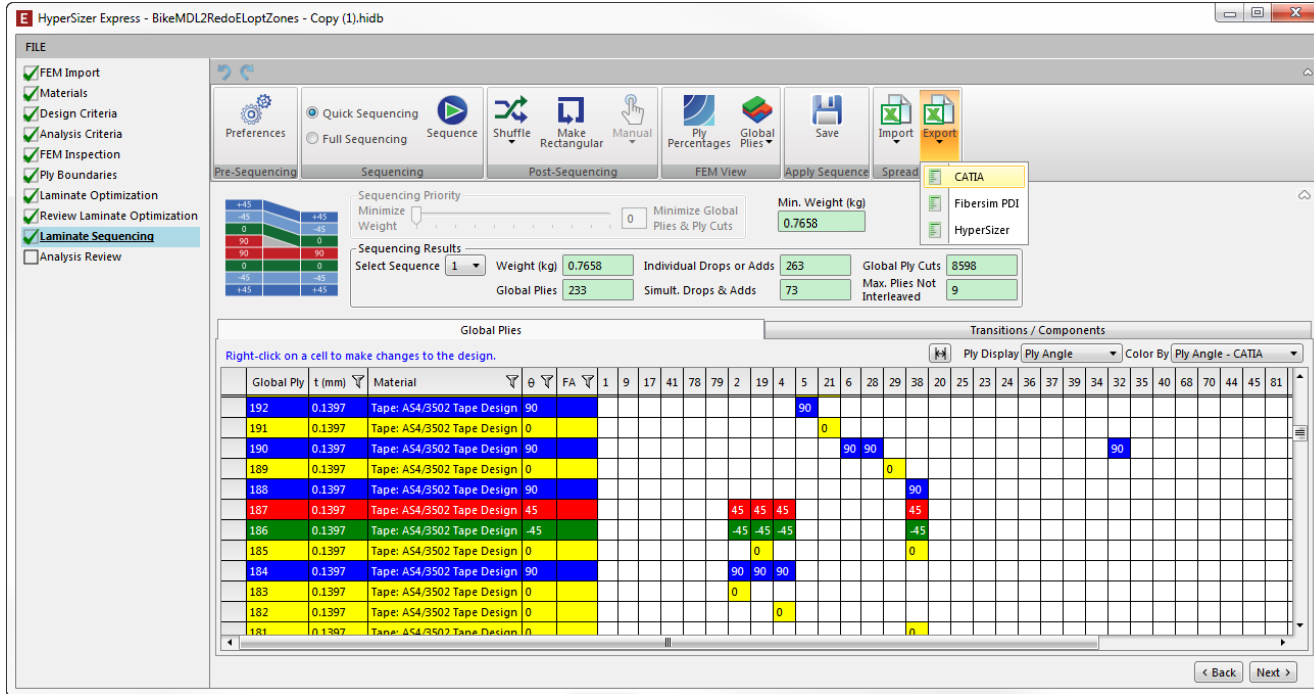 E HyperSizer Express - BikeMDL2RedoELoptZones - Copy (1).hidb
FILE
FEM Import
Materials
Design Criteria
Analysis Criteria
FEM Inspection
Ply Boundaries
Laminate Optimization
Review Laminate Optimization
Laminate Sequencing
Analysis Review
Preferences
Pre-Sequencing
Quick Sequencing
Full Sequencing
Sequence
Sequencing
Shuffle
Make Rectangular
Manual
Post-Sequencing
Ply Percentages
Global Plies
FEM View
Save
Apply Sequence
Import
Export
Spread
CATIA
Fibersim PDI
HyperSizer
+45
-45 +45
0 -45
90 0
90 90
0 0
-45 -45
+45 +45
Sequencing Priority
Minimize Weight
0
Minimize Global Plies & Ply Cuts
Min. Weight (kg)
0.7658
Sequencing Results
Select Sequence 1 Weight (kg) 0.7658 Individual Drops or Adds 263 Global Ply Cuts 8598
Global Plies 233 Simult. Drops & Adds 73 Max. Plies Not Interleaved 9
Global Plies Transitions / Components
Right-click on a cell to make changes to the design. Ply Display Ply Angle Color By Ply Angle - CATIA
Global Ply t (mm) Material θ FA 1 9 17 41 78 79 2 19 4 5 21 6 28 29 38 20 25 23 24 36 37 39 34 32 35 40 68 70 44 45 81
192 0.1397 Tape: AS4/3502 Tape Design 90 90
191 0.1397 Tape: AS4/3502 Tape Design 0 0
190 0.1397 Tape: AS4/3502 Tape Design 90 90 90 90
189 0.1397 Tape: AS4/3502 Tape Design 0 0
188 0.1397 Tape: AS4/3502 Tape Design 90 90
187 0.1397 Tape: AS4/3502 Tape Design 45 45 45 45 45
186 0.1397 Tape: AS4/3502 Tape Design -45 -45 -45 -45 -45
185 0.1397 Tape: AS4/3502 Tape Design 0 0 0
184 0.1397 Tape: AS4/3502 Tape Design 90 90 90 90
183 0.1397 Tape: AS4/3502 Tape Design 0 0
182 0.1397 Tape: AS4/3502 Tape Design 0 0
181 0.1397 Tape: AS4/3502 Tape Design 0 0
< Back Next >